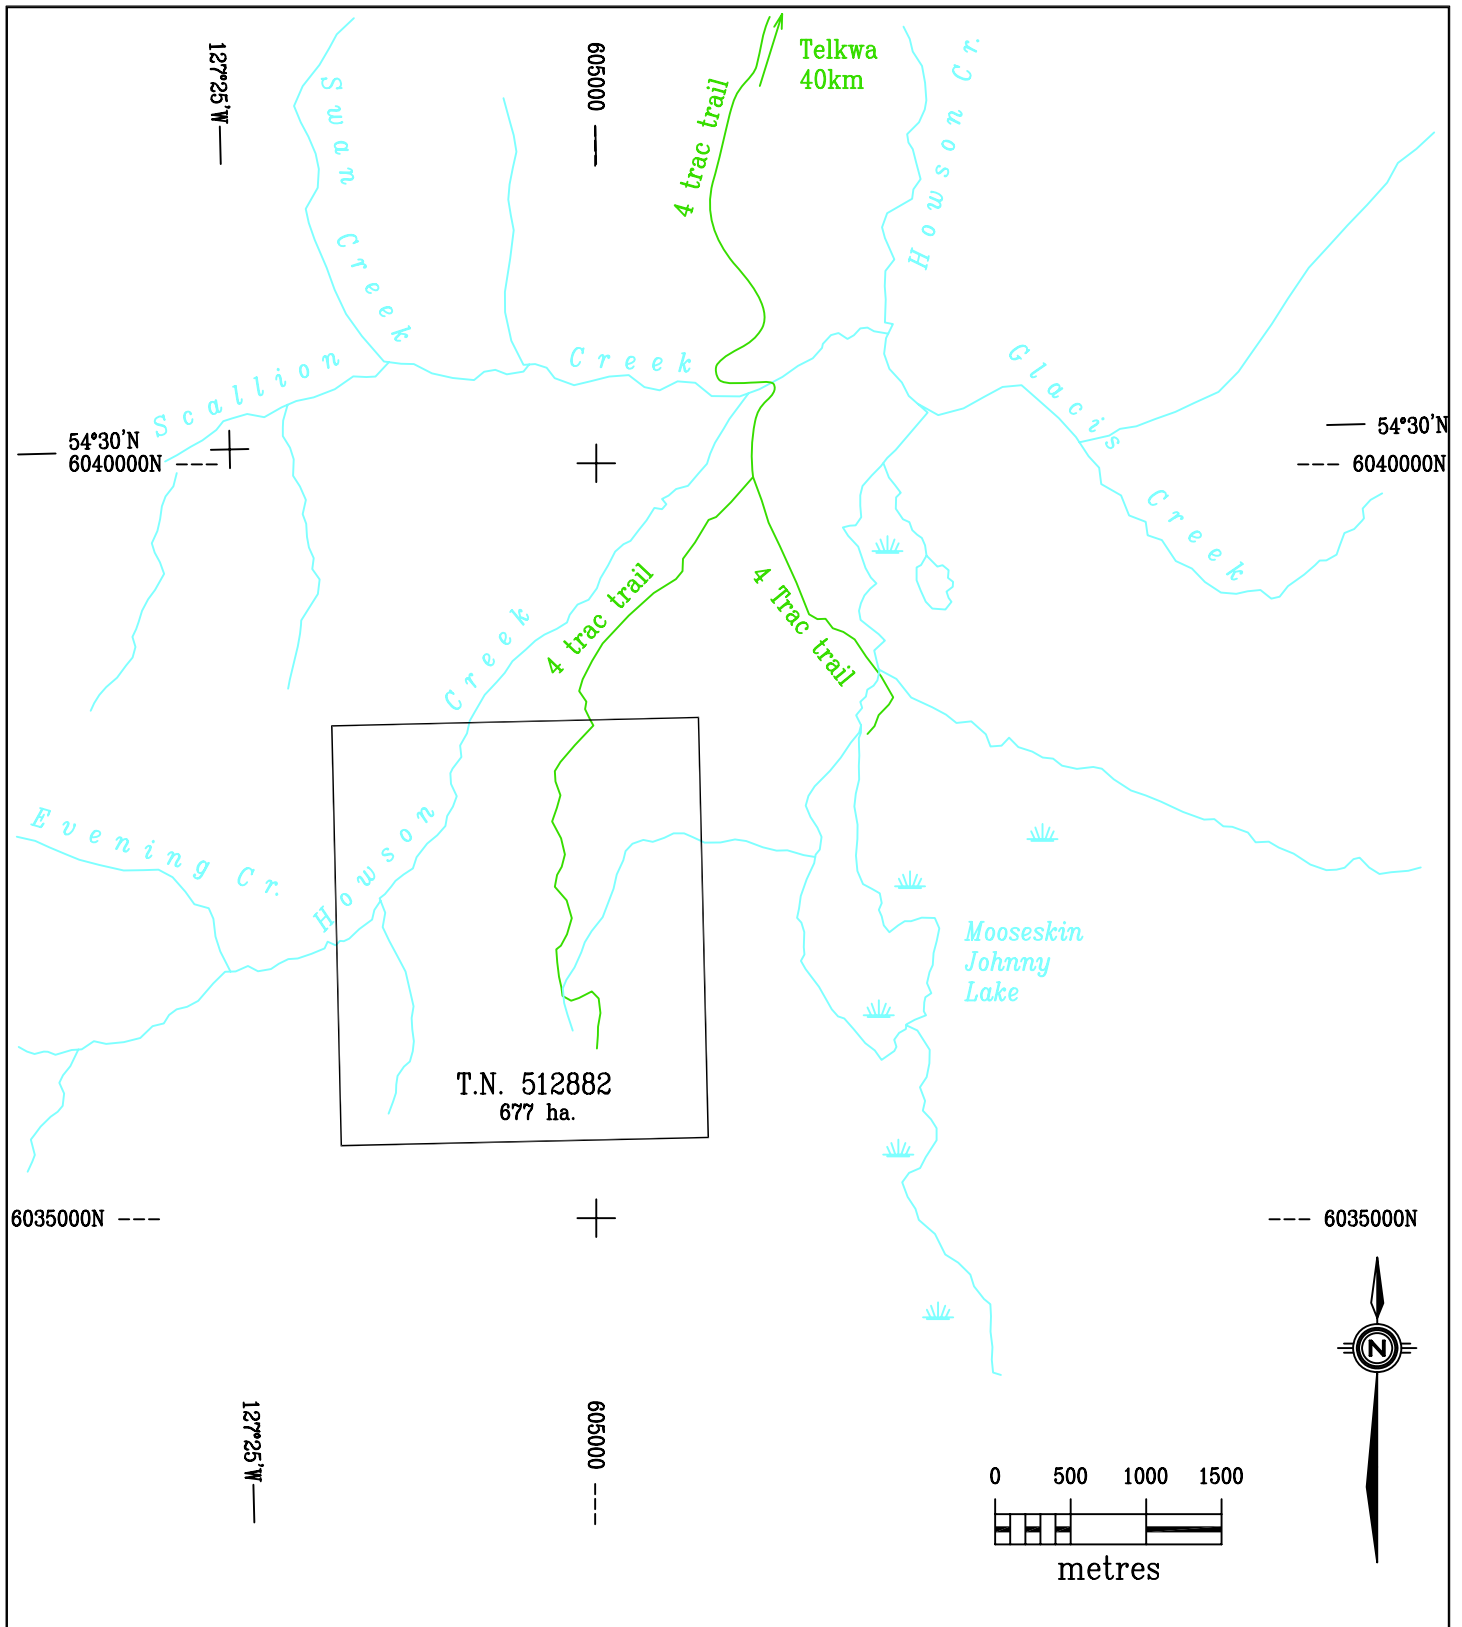 127°25'W
605000
Telkwa
40km
4 trac trail
Howson Cr.
Swan Creek
Scallion Creek
Glacis Creek
54°30'N
6040000N
54°30'N
6040000N
4 trac trail
4 Trac trail
Howson Creek
Evening Cr.
Mooseskin
Johnny
Lake
T.N. 512882
677 ha.
6035000N
6035000N
N
127°25'W
605000
0 500 1000 1500
metres